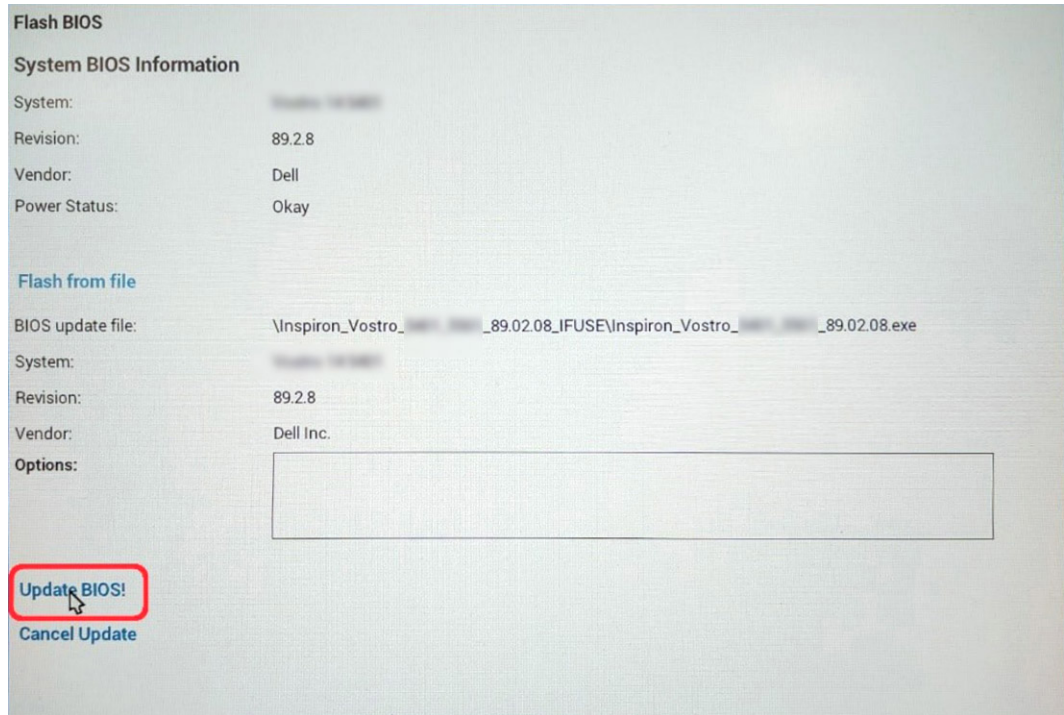 Flash BIOS
System BIOS Information
System:
Revision: 89.2.8
Vendor: Dell
Power Status: Okay
Flash from file
BIOS update file: \Inspiron_Vostro_ _89.02.08_IFUSE\Inspiron_Vostro_ _89.02.08.exe
System:
Revision: 89.2.8
Vendor: Dell Inc.
Options:
Update BIOS!
Cancel Update